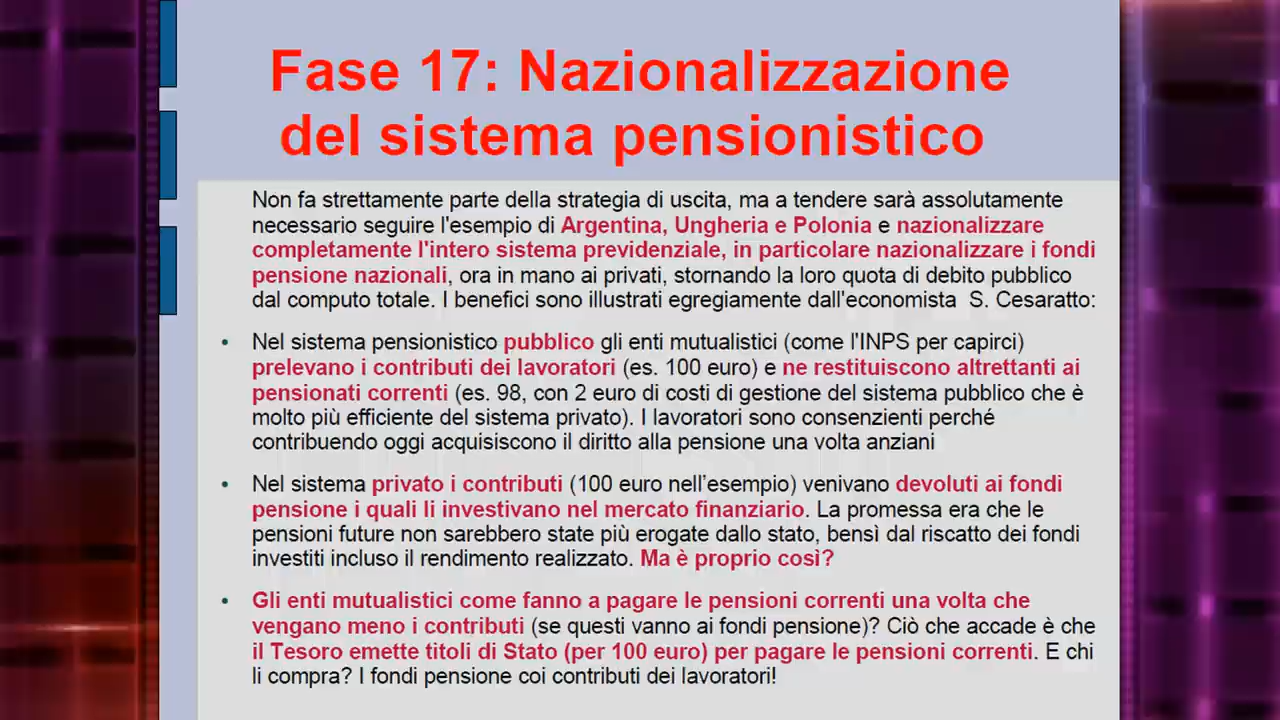 Fase 17: Nazionalizzazione
del sistema pensionistico
Non fa strettamente parte della strategia di uscita, ma a tendere sarà assolutamente
necessario seguire l'esempio di Argentina, Ungheria e Polonia e nazionalizzare
completamente l'intero sistema previdenziale, in particolare nazionalizzare i fondi
pensione nazionali, ora in mano ai privati, stornando la loro quota di debito pubblico
dal computo totale. I benefici sono illustrati egregiamente dall'economista S. Cesaratto:
• Nel sistema pensionistico pubblico gli enti mutualistici (come l'INPS per capirci)
prelevano i contributi dei lavoratori (es. 100 euro) e ne restituiscono altrettanti ai
pensionati correnti (es. 98, con 2 euro di costi di gestione del sistema pubblico che è
molto più efficiente del sistema privato). I lavoratori sono consenzienti perché
contribuendo oggi acquisiscono il diritto alla pensione una volta anziani
• Nel sistema privato i contributi (100 euro nell’esempio) venivano devoluti ai fondi
pensione i quali li investivano nel mercato finanziario. La promessa era che le
pensioni future non sarebbero state più erogate dallo stato, bensì dal riscatto dei fondi
investiti incluso il rendimento realizzato. Ma è proprio così?
• Gli enti mutualistici come fanno a pagare le pensioni correnti una volta che
vengano meno i contributi (se questi vanno ai fondi pensione)? Ciò che accade è che
il Tesoro emette titoli di Stato (per 100 euro) per pagare le pensioni correnti. E chi
li compra? I fondi pensione coi contributi dei lavoratori!